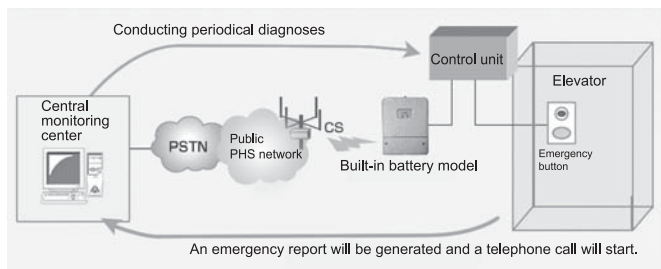 Conducting periodical diagnoses
Control unit
Elevator
Central
monitoring
center
PSTN
Public
PHS network
CS
Built-in battery model
Emergency
button
An emergency report will be generated and a telephone call will start.